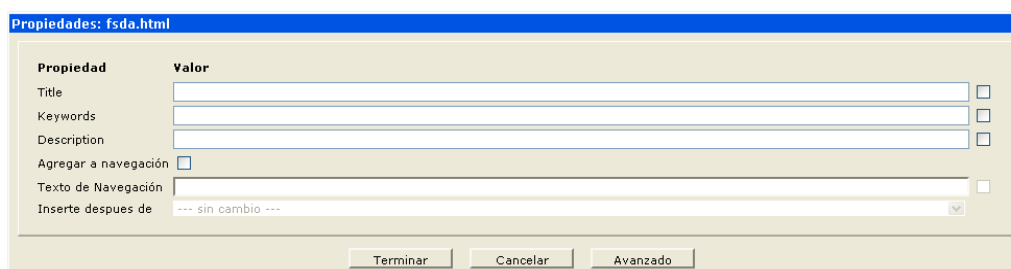 Propiedades: fsda.html
Propiedad Valor
Title
Keywords
Description
Agregar a navegación
Texto de Navegación
Inserte despues de --- sin cambio ---
Terminar Cancelar Avanzado